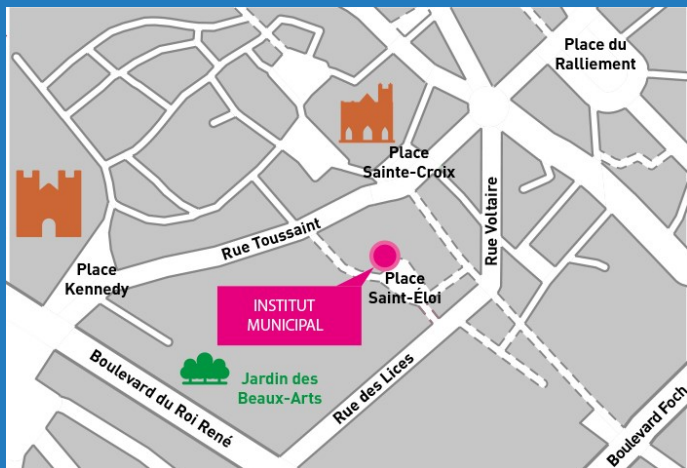 Place du
Ralliement
Place
Sainte-Croix
Rue Voltaire
Rue Toussaint
Place
Kennedy
Place
Saint-Éloi
INSTITUT
MUNICIPAL
Jardin des
Beaux-Arts
Rue des Lices
Boulevard du Roi René
Boulevard Foch